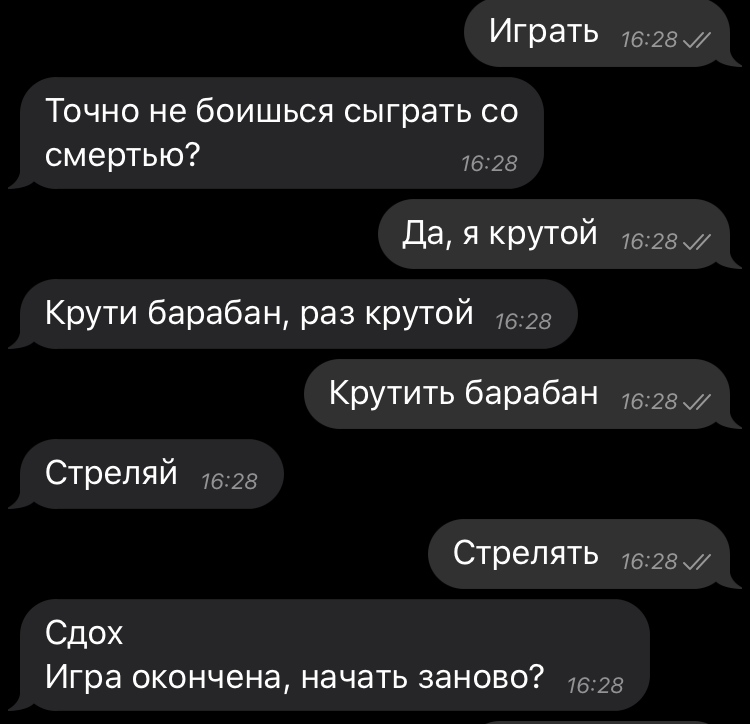 Играть 16:28
Точно не боишься сыграть со
смертью? 16:28
Да, я крутой 16:28
Крути барабан, раз крутой 16:28
Крутить барабан 16:28
Стреляй 16:28
Стрелять 16:28
Сдох
Игра окончена, начать заново? 16:28